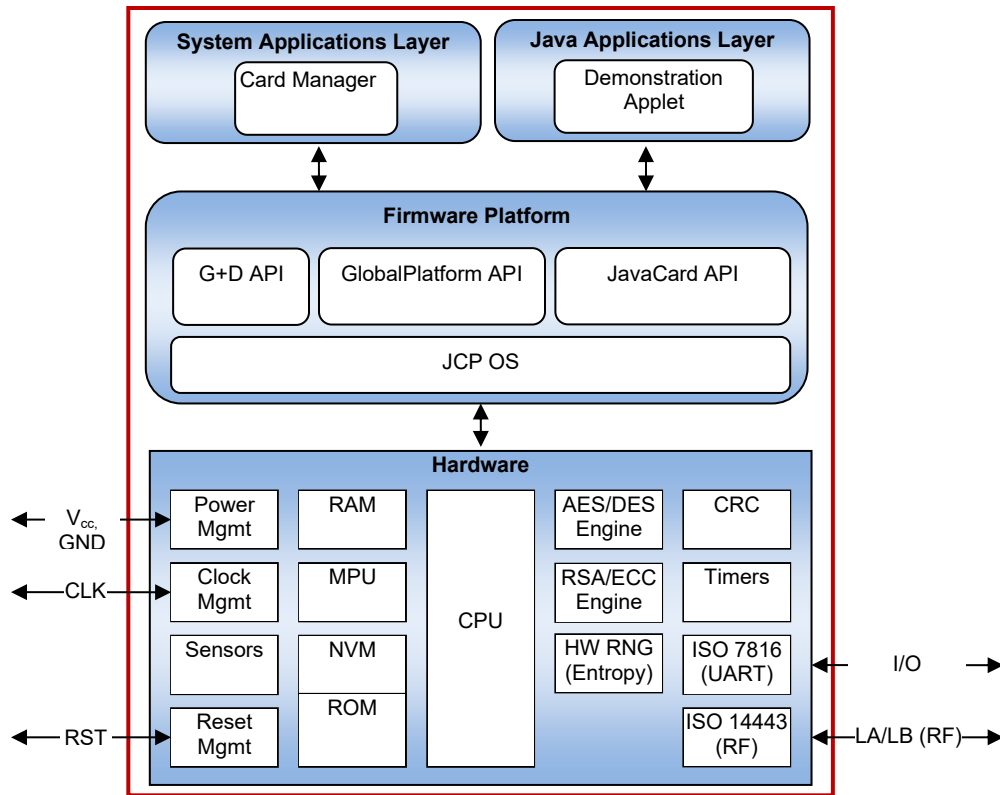 System Applications Layer
Card Manager
Java Applications Layer
Demonstration
Applet
Firmware Platform
G+D API
GlobalPlatform API
JavaCard API
JCP OS
Hardware
Power
Mgmt
RAM
CPU
AES/DES
Engine
CRC
Clock
Mgmt
MPU
RSA/ECC
Engine
Timers
Sensors
NVM
HW RNG
(Entropy)
ISO 7816
(UART)
Reset
Mgmt
ROM
ISO 14443
(RF)
Vcc,
GND
CLK
RST
I/O
LA/LB (RF)